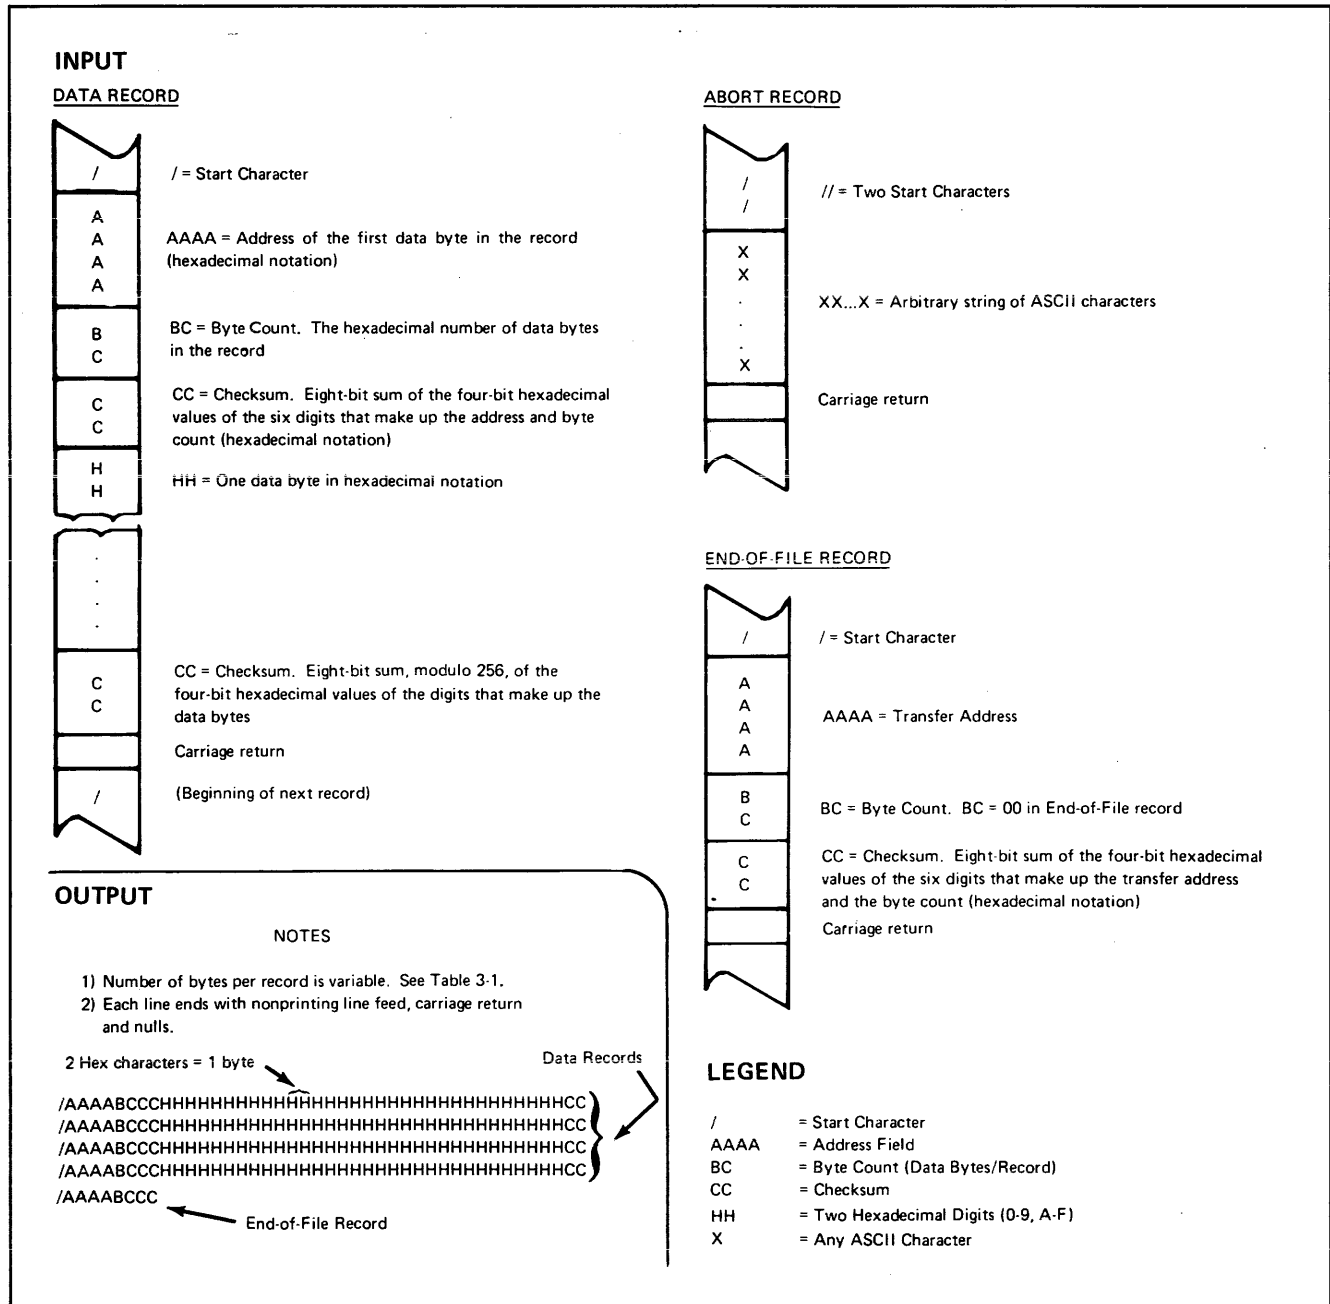 INPUT
DATA RECORD
/
/ = Start Character
A
A
A
A
AAAA = Address of the first data byte in the record
(hexadecimal notation)
B
C
BC = Byte Count. The hexadecimal number of data bytes
in the record
C
C
CC = Checksum. Eight-bit sum of the four-bit hexadecimal
values of the six digits that make up the address and byte
count (hexadecimal notation)
H
H
HH = One data byte in hexadecimal notation
.
.
.
.
C
C
CC = Checksum. Eight-bit sum, modulo 256, of the
four-bit hexadecimal values of the digits that make up the
data bytes
Carriage return
/
(Beginning of next record)
ABORT RECORD
/
/
// = Two Start Characters
X
X
.
.
.
X
XX...X = Arbitrary string of ASCII characters
Carriage return
END-OF-FILE RECORD
/
/ = Start Character
A
A
A
A
AAAA = Transfer Address
B
C
BC = Byte Count. BC = 00 in End-of-File record
C
C
CC = Checksum. Eight-bit sum of the four-bit hexadecimal
values of the six digits that make up the transfer address
and the byte count (hexadecimal notation)
Carriage return
OUTPUT
NOTES
1) Number of bytes per record is variable. See Table 3-1.
2) Each line ends with nonprinting line feed, carriage return
and nulls.
2 Hex characters = 1 byte
Data Records
/AAAABCCCHHHHHHHHHHHHHHHHHHHHHHHHHHHHHHHHCC
/AAAABCCCHHHHHHHHHHHHHHHHHHHHHHHHHHHHHHHHCC
/AAAABCCCHHHHHHHHHHHHHHHHHHHHHHHHHHHHHHHHCC
/AAAABCCCHHHHHHHHHHHHHHHHHHHHHHHHHHHHHHHHCC
/AAAABCCC
End-of-File Record
LEGEND
/ = Start Character
AAAA = Address Field
BC = Byte Count (Data Bytes/Record)
CC = Checksum
HH = Two Hexadecimal Digits (0-9, A-F)
X = Any ASCII Character